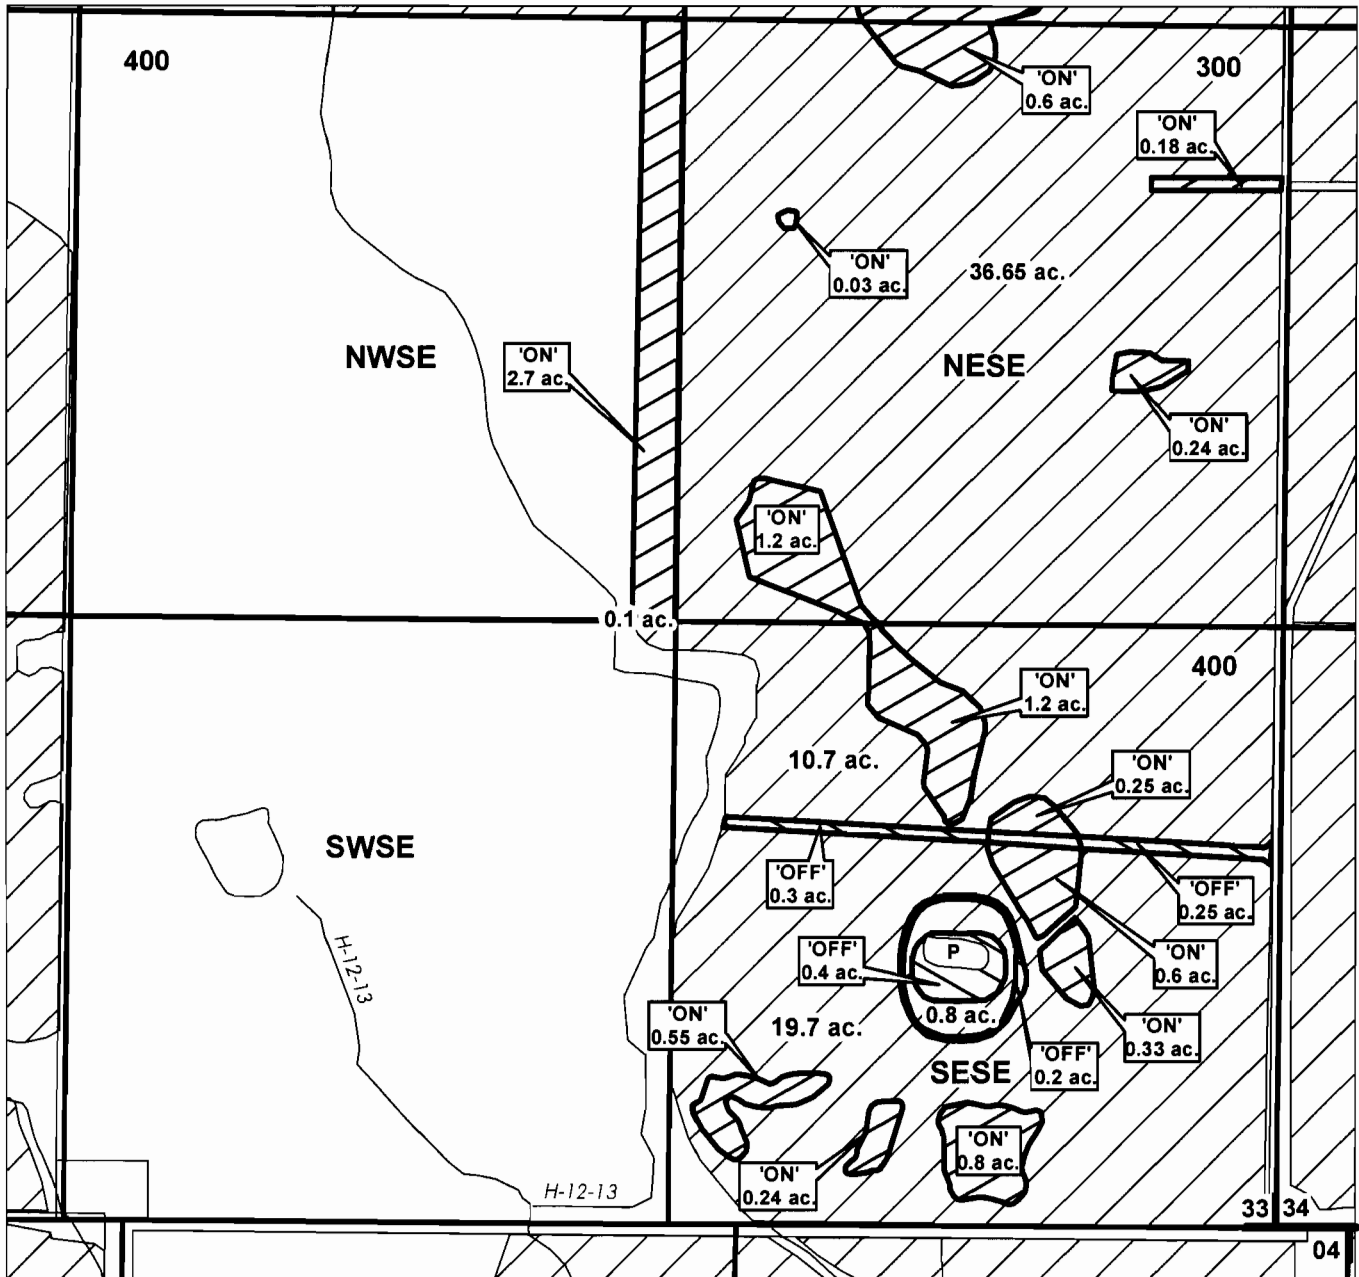 400
300
'ON'
0.6 ac.
'ON'
0.18 ac.
'ON'
0.03 ac.
36.65 ac.
NWSE
'ON'
2.7 ac.
NESE
'ON'
0.24 ac.
'ON'
1.2 ac.
0.1 ac.
400
'ON'
1.2 ac.
10.7 ac.
'ON'
0.25 ac.
SWSE
'OFF'
0.3 ac.
'OFF'
0.25 ac.
'OFF'
0.4 ac.
P
'ON'
0.6 ac.
H-12-13
'ON'
0.55 ac.
19.7 ac.
0.8 ac.
'ON'
0.33 ac.
'OFF'
0.2 ac.
SESE
'ON'
0.8 ac.
'ON'
0.24 ac.
H-12-13
33 34
04